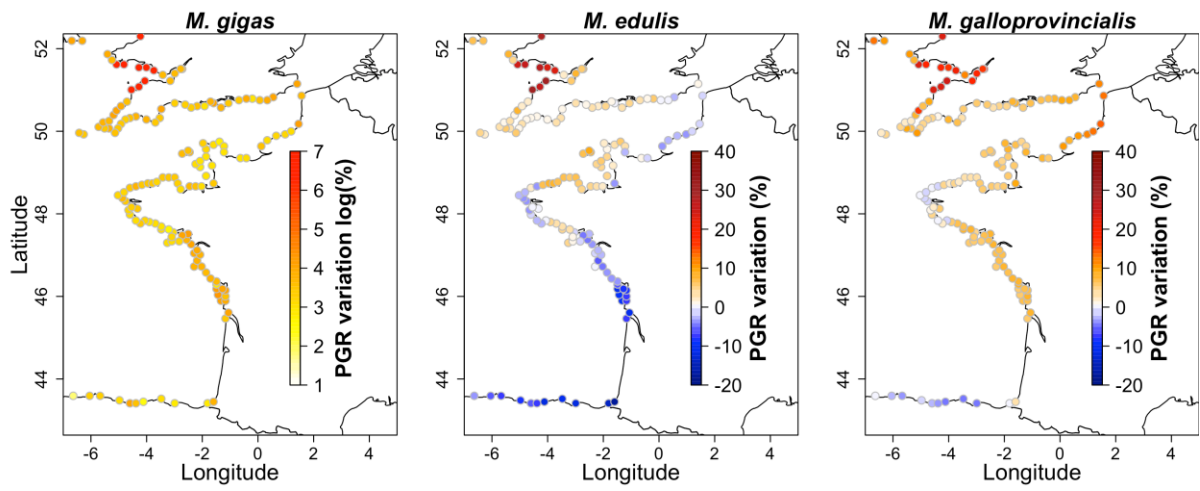 M. gigas
52
50
48
46
44
Latitude
7
6
5
4
3
2
1
PGR variation log(%)
-6 -4 -2 0 2 4
Longitude
M. edulis
52
50
48
46
44
40
30
20
10
0
-10
-20
PGR variation (%)
-6 -4 -2 0 2 4
Longitude
M. galloprovincialis
52
50
48
46
44
40
30
20
10
0
-10
-20
PGR variation (%)
-6 -4 -2 0 2 4
Longitude